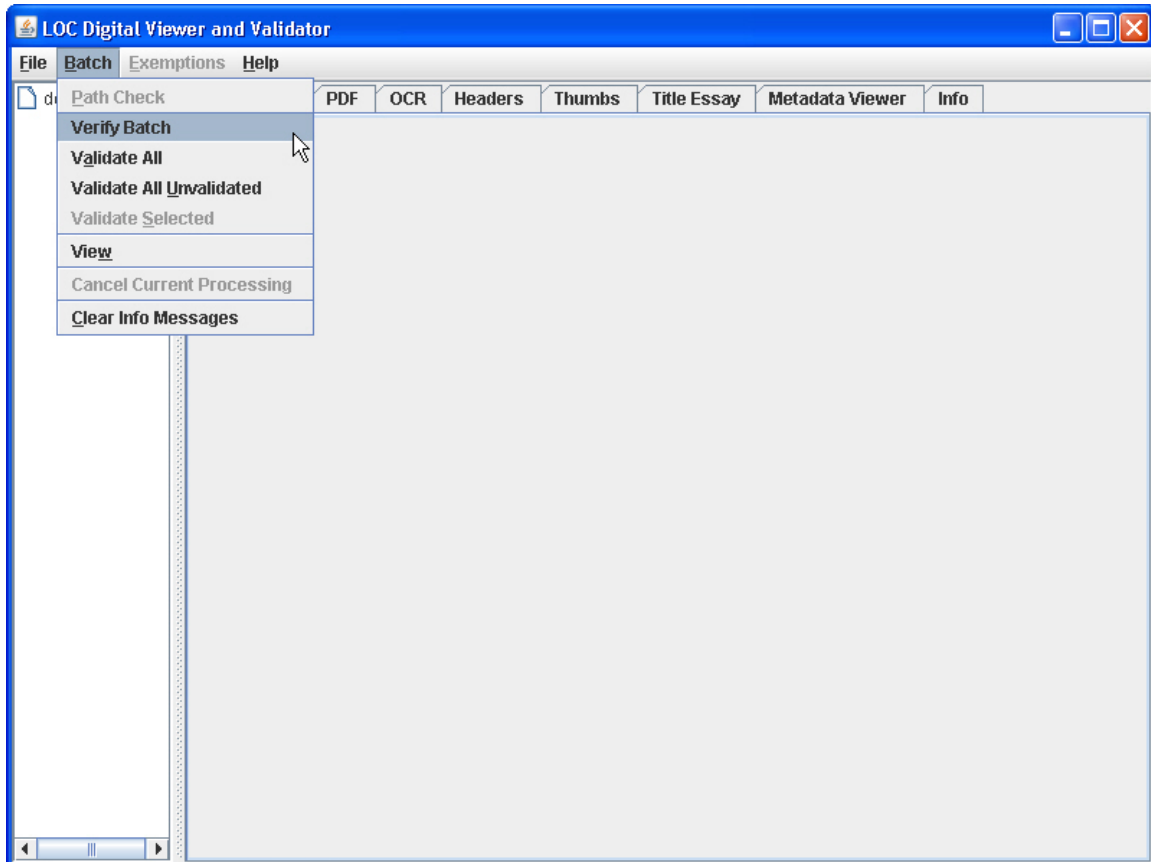 LOC Digital Viewer and Validator
File Batch Exemptions Help
PDF OCR Headers Thumbs Title Essay Metadata Viewer Info
Path Check
Verify Batch
Validate All
Validate All Unvalidated
Validate Selected
View
Cancel Current Processing
Clear Info Messages